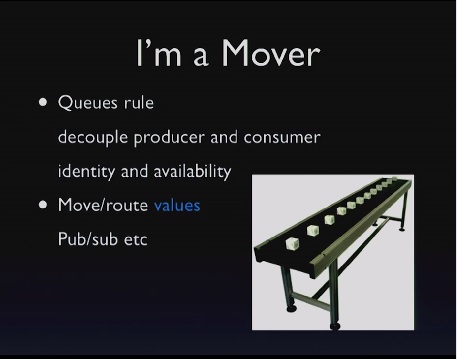 I'm a Mover
• Queues rule
decouple producer and consumer
identity and availability
• Move/route values
Pub/sub etc